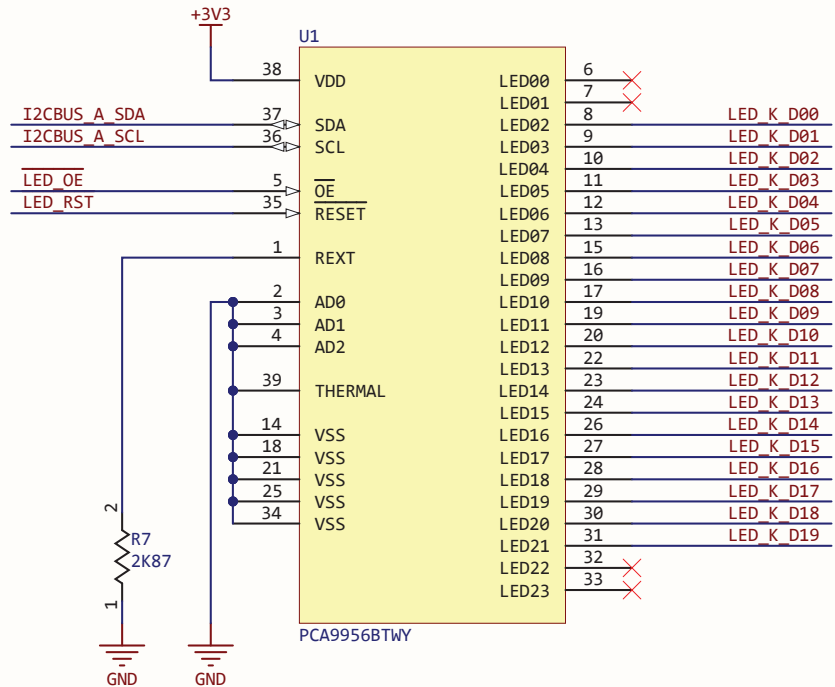 +3V3
U1
38 VDD LED00 6
LED01 7
I2CBUS_A_SDA 37 SDA LED02 8 LED_K_D00
I2CBUS_A_SCL 36 SCL LED03 9 LED_K_D01
LED04 10 LED_K_D02
LED_OE 5 OE LED05 11 LED_K_D03
LED_RST 35 RESET LED06 12 LED_K_D04
LED07 13 LED_K_D05
1 REXT LED08 15 LED_K_D06
LED09 16 LED_K_D07
2 AD0 LED10 17 LED_K_D08
3 AD1 LED11 19 LED_K_D09
4 AD2 LED12 20 LED_K_D10
LED13 22 LED_K_D11
39 THERMAL LED14 23 LED_K_D12
LED15 24 LED_K_D13
14 VSS LED16 26 LED_K_D14
18 VSS LED17 27 LED_K_D15
21 VSS LED18 28 LED_K_D16
25 VSS LED19 29 LED_K_D17
34 VSS LED20 30 LED_K_D18
2 R7 LED21 31 LED_K_D19
2K87 LED22 32
1 LED23 33
PCA9956BTWY
GND GND